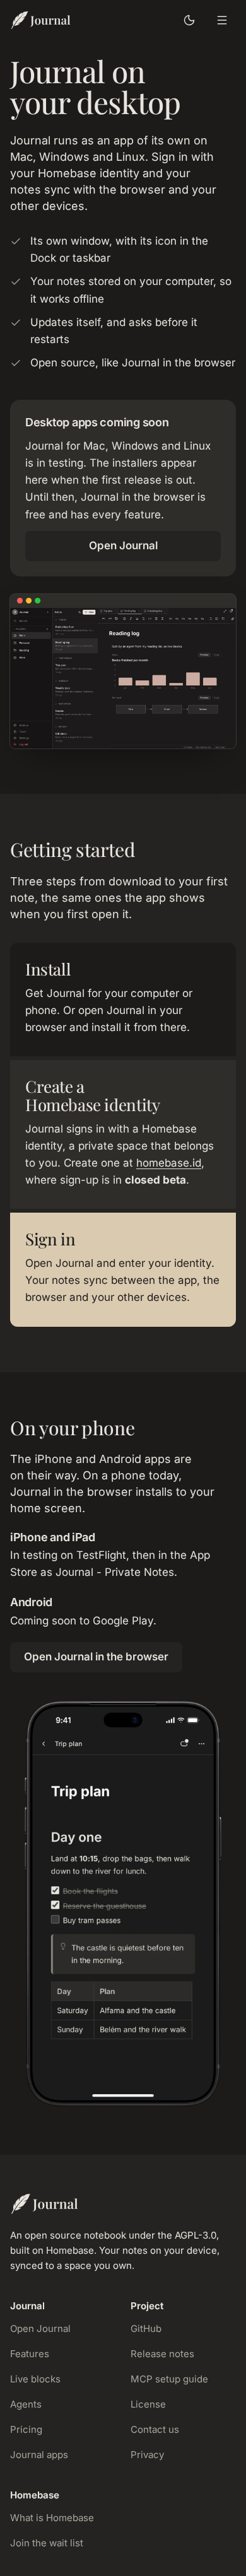 Journal
Journal on
your desktop
Journal runs as an app of its own on
Mac, Windows and Linux. Sign in with
your Homebase identity and your
notes sync with the browser and your
other devices.
Its own window, with its icon in the
Dock or taskbar
Your notes stored on your computer, so
it works offline
Updates itself, and asks before it
restarts
Open source, like Journal in the browser
Desktop apps coming soon
Journal for Mac, Windows and Linux
is in testing. The installers appear
here when the first release is out.
Until then, Journal in the browser is
free and has every feature.
Open Journal
Reading log
Getting started
Three steps from download to your first
note, the same ones the app shows
when you first open it.
Install
Get Journal for your computer or
phone. Or open Journal in your
browser and install it from there.
Create a
Homebase identity
Journal signs in with a Homebase
identity, a private space that belongs
to you. Create one at homebase.id,
where sign-up is in closed beta.
Sign in
Open Journal and enter your identity.
Your notes sync between the app, the
browser and your other devices.
On your phone
The iPhone and Android apps are
on their way. On a phone today,
Journal in the browser installs to your
home screen.
iPhone and iPad
In testing on TestFlight, then in the App
Store as Journal - Private Notes.
Android
Coming soon to Google Play.
Open Journal in the browser
9:41
Trip plan
Trip plan
Day one
Land at 10:15, drop the bags, then walk
down to the river for lunch.
Book the flights
Reserve the guesthouse
Buy tram passes
The castle is quietest before ten
in the morning.
Day Plan
Saturday Alfama and the castle
Sunday Belém and the river walk
Journal
An open source notebook under the AGPL-3.0,
built on Homebase. Your notes on your device,
synced to a space you own.
Journal
Open Journal
Features
Live blocks
Agents
Pricing
Journal apps
Project
GitHub
Release notes
MCP setup guide
License
Contact us
Privacy
Homebase
What is Homebase
Join the wait list